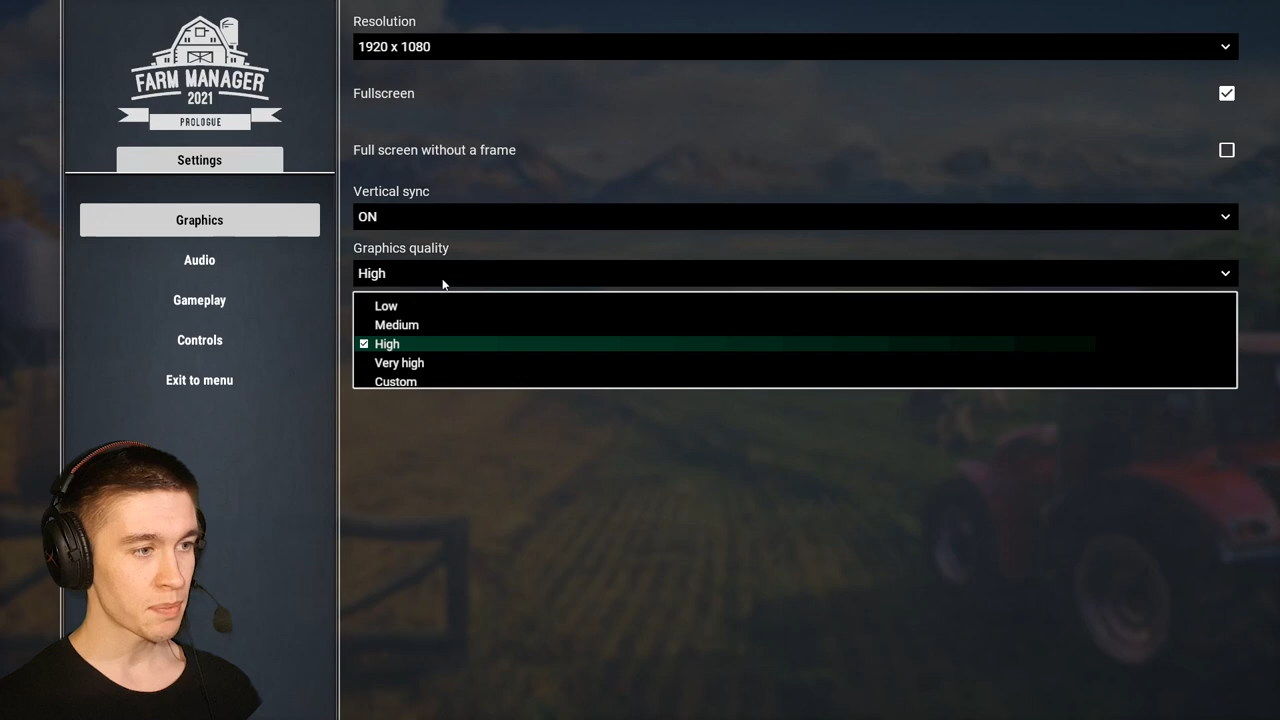 FARM MANAGER
2021
PROLOGUE
Settings
Graphics
Audio
Gameplay
Controls
Exit to menu
Resolution
1920 x 1080
Fullscreen
Full screen without a frame
Vertical sync
ON
Graphics quality
High
Low
Medium
High
Very high
Custom